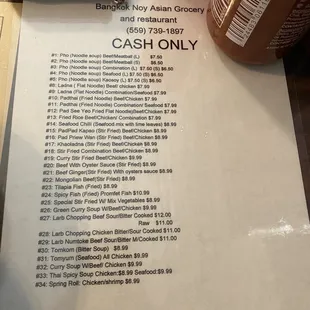 Bangkok Noy Asian Grocery
and restaurant
(559) 739-1897
CASH ONLY
#1: Pho (Noodle soup) Beef/Meatball (L) $7.50
#2: Pho (Noodle soup) Beef/Meatball (S) $6.50
#3: Pho (Noodle soup) Combination (L) $7.50 (S) $6.50
#4: Pho (Noodle soup) Seafood (L) $7.50 (S) $6.50
#5: Pho (Noodle soup) Kaosoy (L) $7.50 (S) $6.50
#8: Ladna ( Flat Noodle) Beef/ chicken $7.99
#9: Ladna (Flat Noodle) Combination/Seafood $7.99
#10: Padthai (Fried Noodle) Beef/ Chicken $7.99
#11: Padthai (Fried Noodle) Combination/ Seafood $7.99
#12: Pad See Yeo Fried Flat Noodle)Beef/Chicken $7.99
#13: Fried Rice Beef/Chicken/ Combination $7.99
#14: Seafood Chilli (Seafood mix with lime leaves) $8.99
#15: PadPad Kapao (Stir Fried) Beef/Chicken $8.99
#16: Pad Priew Wan (Stir Fried) Beef/Chicken $8.99
#17: Khaoladna (Stir Fried) Beef/Chicken $8.99
#18: Stir Fried Combination Beef/Chicken $8.99
#19: Curry Stir Fried Beef/Chicken $8.99
#20: Beef With Oyster Sauce (Stir Fried) $8.99
#21: Beef Ginger(Stir Fried) With oysters sauce $8.99
#22: Mongolian Beef(Stir Fried) $8.99
#23: Tilapia Fish (Fried) $8.99
#24: Spicy Fish (Fried) Promfet Fish $10.99
#25: Special Stir Fried W/ Mix Vegetables $8.99
#26: Green Curry Soup W/Beef/Chicken $9.99
#27: Larb Chopping Beef Sour/Bitter Cooked $12.00
Raw $11.00
#28: Larb Chopping Chicken Bitter/Sour Cooked $11.00
#29: Larb Numtoke Beef Sour/Bitter M/Cooked $11.00
#30: Tomkom (Bitter Soup) $8.99
#31: Tomyum (Seafood) All Chicken $9.99
#32: Curry Soup W/Beef/ Chicken $9.99
#33: Thai Spicy Soup Chicken:$8.99 Seafood:$9.99
#34: Spring Roll: Chicken/shrimp $6.99